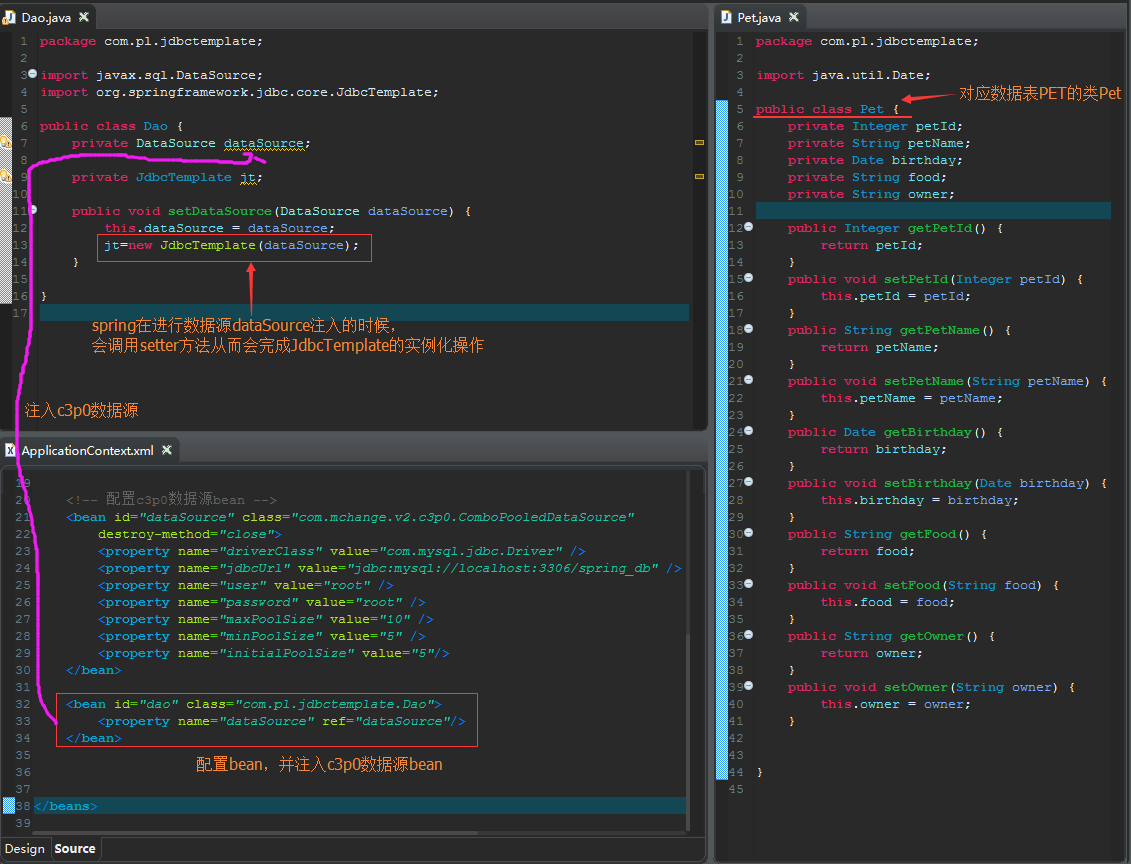 Dao.java
1 package com.pl.jdbctemplate;
2
3 import javax.sql.DataSource;
4 import org.springframework.jdbc.core.JdbcTemplate;
5
6 public class Dao {
7 private DataSource dataSource;
8
9 private JdbcTemplate jt;
10
11 public void setDataSource(DataSource dataSource) {
12 this.dataSource = dataSource;
13 jt=new JdbcTemplate(dataSource);
14 }
15
16 }
17
spring在进行数据源dataSource注入的时候，
会调用setter方法从而会完成JdbcTemplate的实例化操作
注入c3p0数据源
ApplicationContext.xml
19
20 <!-- 配置c3p0数据源bean -->
21 <bean id="dataSource" class="com.mchange.v2.c3p0.ComboPooledDataSource"
22 destroy-method="close">
23 <property name="driverClass" value="com.mysql.jdbc.Driver" />
24 <property name="jdbcUrl" value="jdbc:mysql://localhost:3306/spring_db" />
25 <property name="user" value="root" />
26 <property name="password" value="root" />
27 <property name="maxPoolSize" value="10" />
28 <property name="minPoolSize" value="5" />
29 <property name="initialPoolSize" value="5"/>
30 </bean>
31
32 <bean id="dao" class="com.pl.jdbctemplate.Dao">
33 <property name="dataSource" ref="dataSource"/>
34 </bean>
35
配置bean，并注入c3p0数据源bean
36
37
38 </beans>
39
Design Source
Pet.java
1 package com.pl.jdbctemplate;
2
3 import java.util.Date;
4
对应数据表PET的类Pet
5 public class Pet {
6 private Integer petId;
7 private String petName;
8 private Date birthday;
9 private String food;
10 private String owner;
11
12 public Integer getPetId() {
13 return petId;
14 }
15 public void setPetId(Integer petId) {
16 this.petId = petId;
17 }
18 public String getPetName() {
19 return petName;
20 }
21 public void setPetName(String petName) {
22 this.petName = petName;
23 }
24 public Date getBirthday() {
25 return birthday;
26 }
27 public void setBirthday(Date birthday) {
28 this.birthday = birthday;
29 }
30 public String getFood() {
31 return food;
32 }
33 public void setFood(String food) {
34 this.food = food;
35 }
36 public String getOwner() {
37 return owner;
38 }
39 public void setOwner(String owner) {
40 this.owner = owner;
41 }
42
43
44 }
45